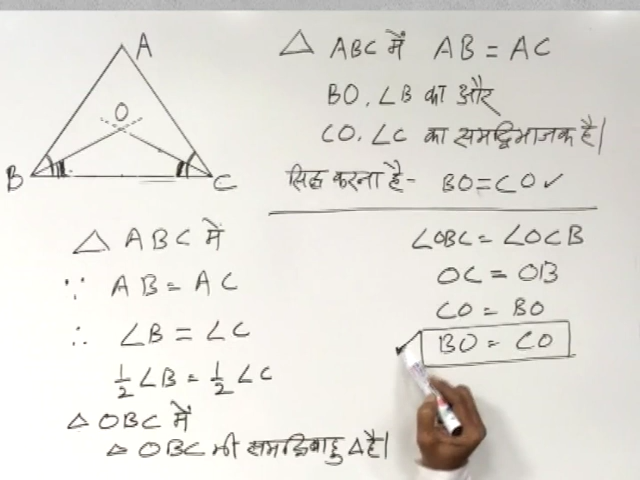 A
O
B
C
△ ABC में AB = AC
BO, ∠B का और
CO, ∠C का समद्विभाजक है।
सिद्ध करना है- BO=CO ✓
△ ABC में
∵ AB = AC
∴ ∠B = ∠C
½∠B = ½∠C
△ OBC में
△ OBC भी समद्विबाहु △ है।
∠OBC = ∠OCB
OC = OB
CO = BO
BO = CO